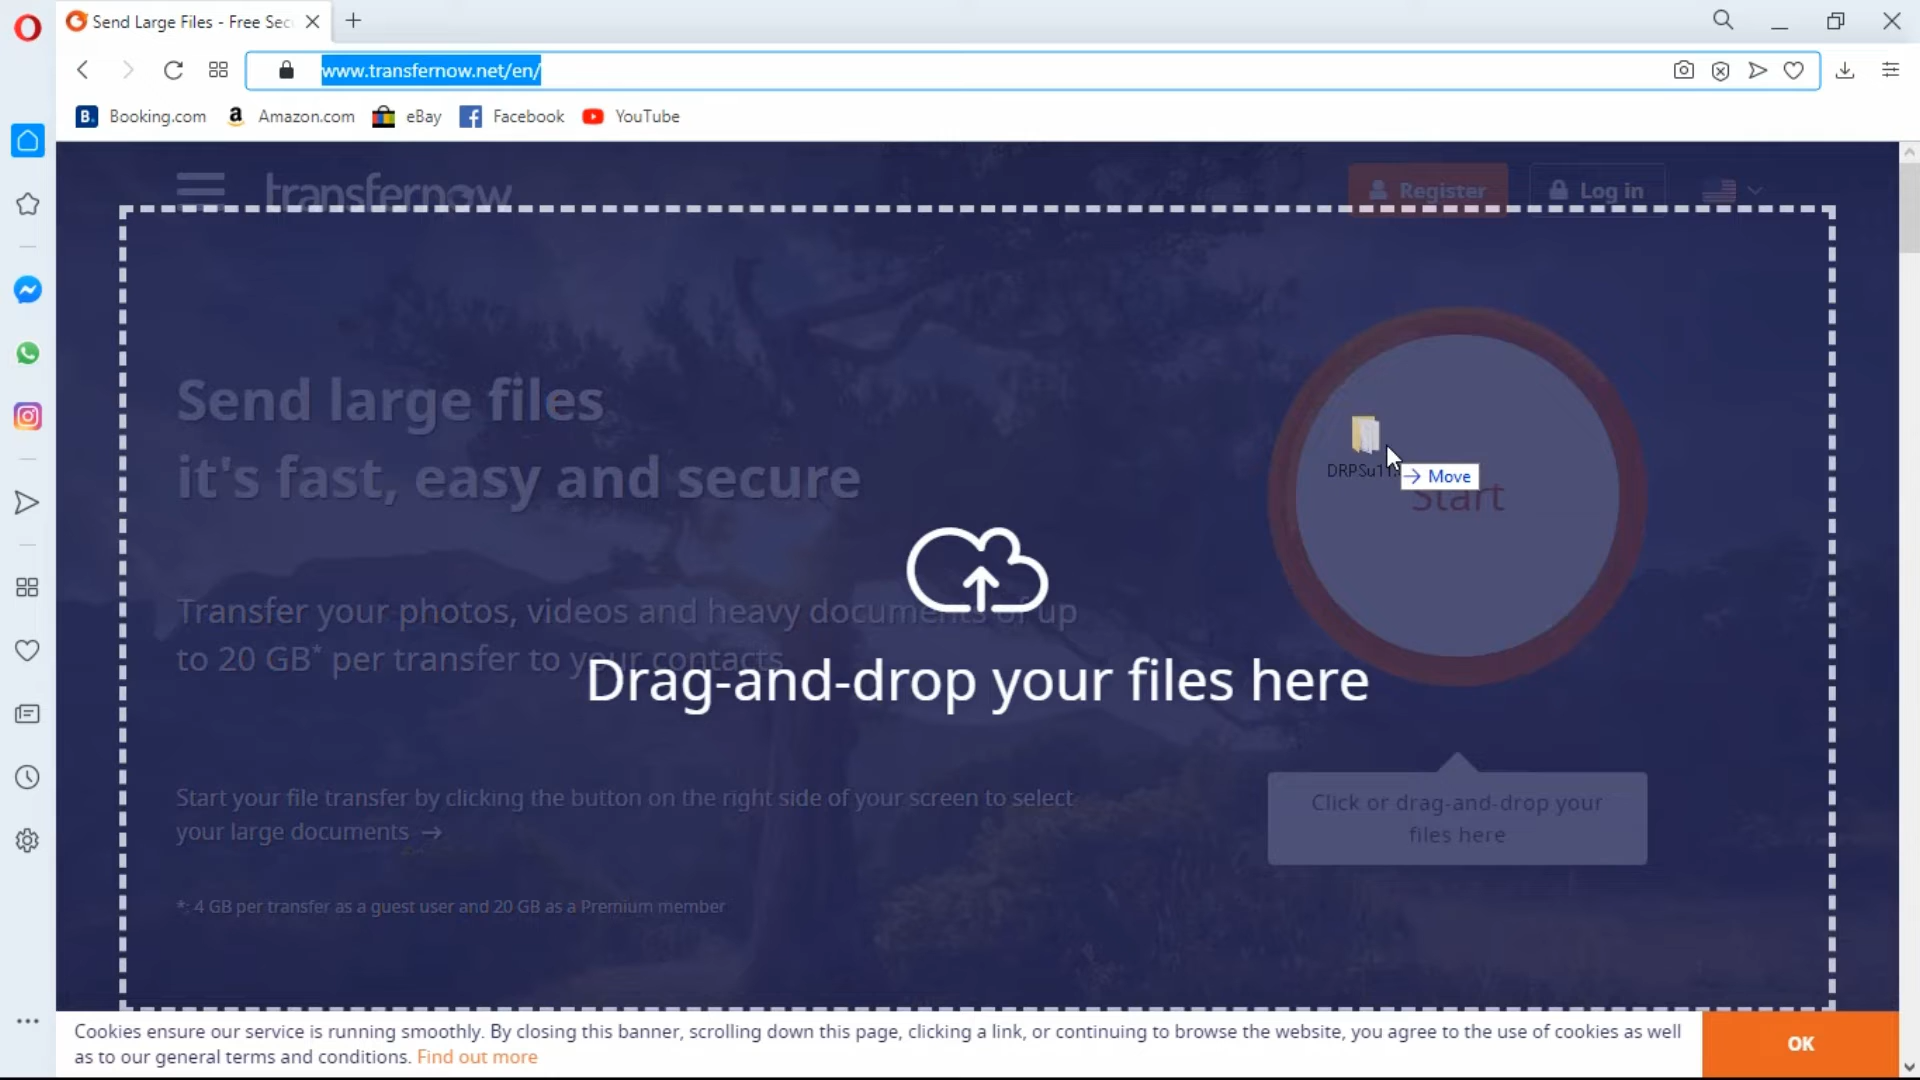 Send Large Files - Free Sec
www.transfernow.net/en/
B. Booking.com a Amazon.com eBay Facebook YouTube
transfernow Register Log in
Send large files
it's fast, easy and secure
DRPSu11
→ Move
Start
Transfer your photos, videos and heavy documents of up
to 20 GB* per transfer to your contacts
Drag-and-drop your files here
Start your file transfer by clicking the button on the right side of your screen to select
your large documents →
Click or drag-and-drop your
files here
*: 4 GB per transfer as a guest user and 20 GB as a Premium member
Cookies ensure our service is running smoothly. By closing this banner, scrolling down this page, clicking a link, or continuing to browse the website, you agree to the use of cookies as well
as to our general terms and conditions. Find out more
OK